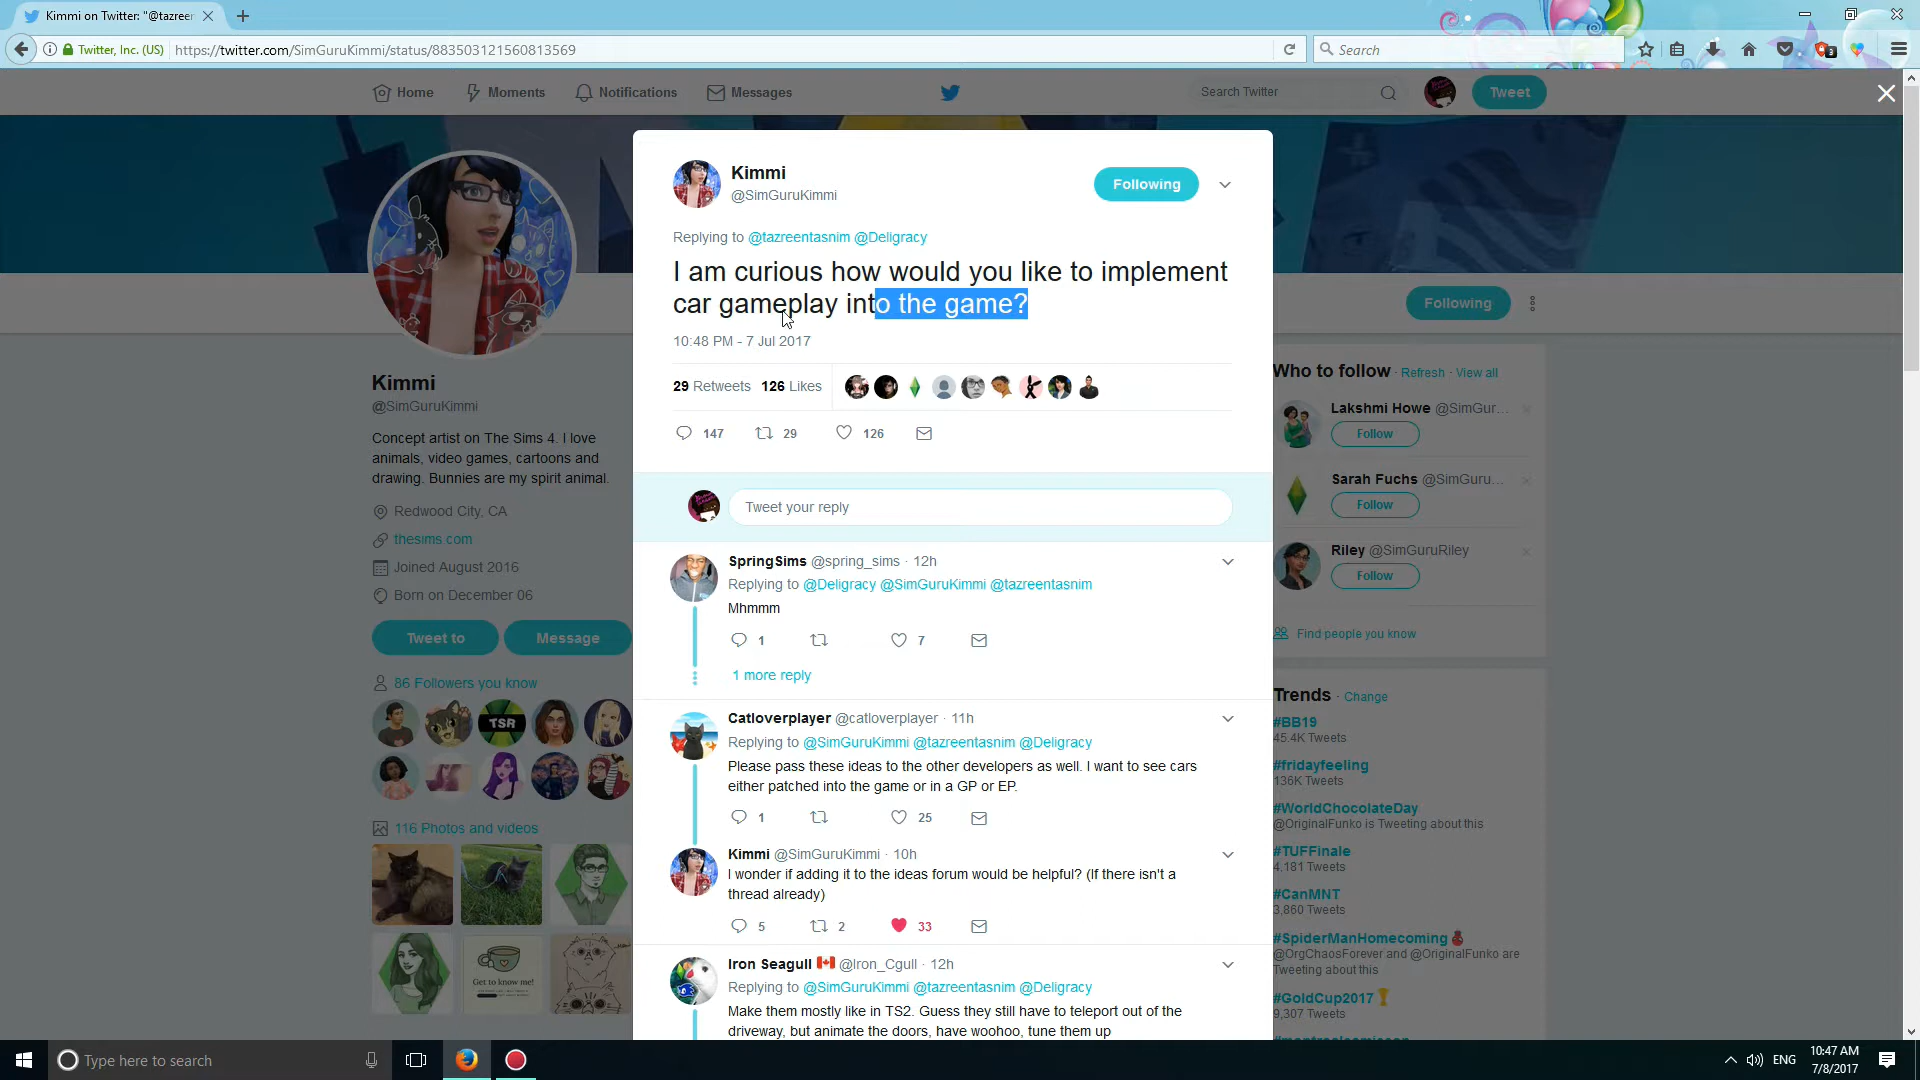 Kimmi on Twitter: "@tazreer
Twitter, Inc. (US)
https://twitter.com/SimGuruKimmi/status/883503121560813569
Search
3
Home
Moments
Notifications
Messages
Search Twitter
Tweet
Kimmi
@SimGuruKimmi
Following
Replying to @tazreentasnim @Deligracy
I am curious how would you like to implement
car gameplay into the game?
10:48 PM - 7 Jul 2017
29 Retweets 126 Likes
147 29 126
Tweet your reply
SpringSims @spring_sims · 12h
Replying to @Deligracy @SimGuruKimmi @tazreentasnim
Mhmmm
1 7
1 more reply
Catloverplayer @catloverplayer · 11h
Replying to @SimGuruKimmi @tazreentasnim @Deligracy
Please pass these ideas to the other developers as well. I want to see cars
either patched into the game or in a GP or EP.
1 25
Kimmi @SimGuruKimmi · 10h
I wonder if adding it to the ideas forum would be helpful? (If there isn't a
thread already)
5 2 33
Iron Seagull @Iron_Cgull · 12h
Replying to @SimGuruKimmi @tazreentasnim @Deligracy
Make them mostly like in TS2. Guess they still have to teleport out of the
driveway, but animate the doors, have woohoo, tune them up
Kimmi
@SimGuruKimmi
Concept artist on The Sims 4. I love
animals, video games, cartoons and
drawing. Bunnies are my spirit animal.
Redwood City, CA
thesims.com
Joined August 2016
Born on December 06
Tweet to
Message
86 Followers you know
TSR
116 Photos and videos
Get to know me!
Following
Who to follow · Refresh · View all
Lakshmi Howe @SimGur...
Follow
Sarah Fuchs @SimGuru...
Follow
Riley @SimGuruRiley
Follow
Find people you know
Trends · Change
#BB19
45.4K Tweets
#fridayfeeling
136K Tweets
#WorldChocolateDay
@OriginalFunko is Tweeting about this
#TUFFinale
4,181 Tweets
#CanMNT
3,860 Tweets
#SpiderManHomecoming
@OrgChaosForever and @OriginalFunko are
Tweeting about this
#GoldCup2017
9,307 Tweets
Type here to search
ENG
10:47 AM
7/8/2017